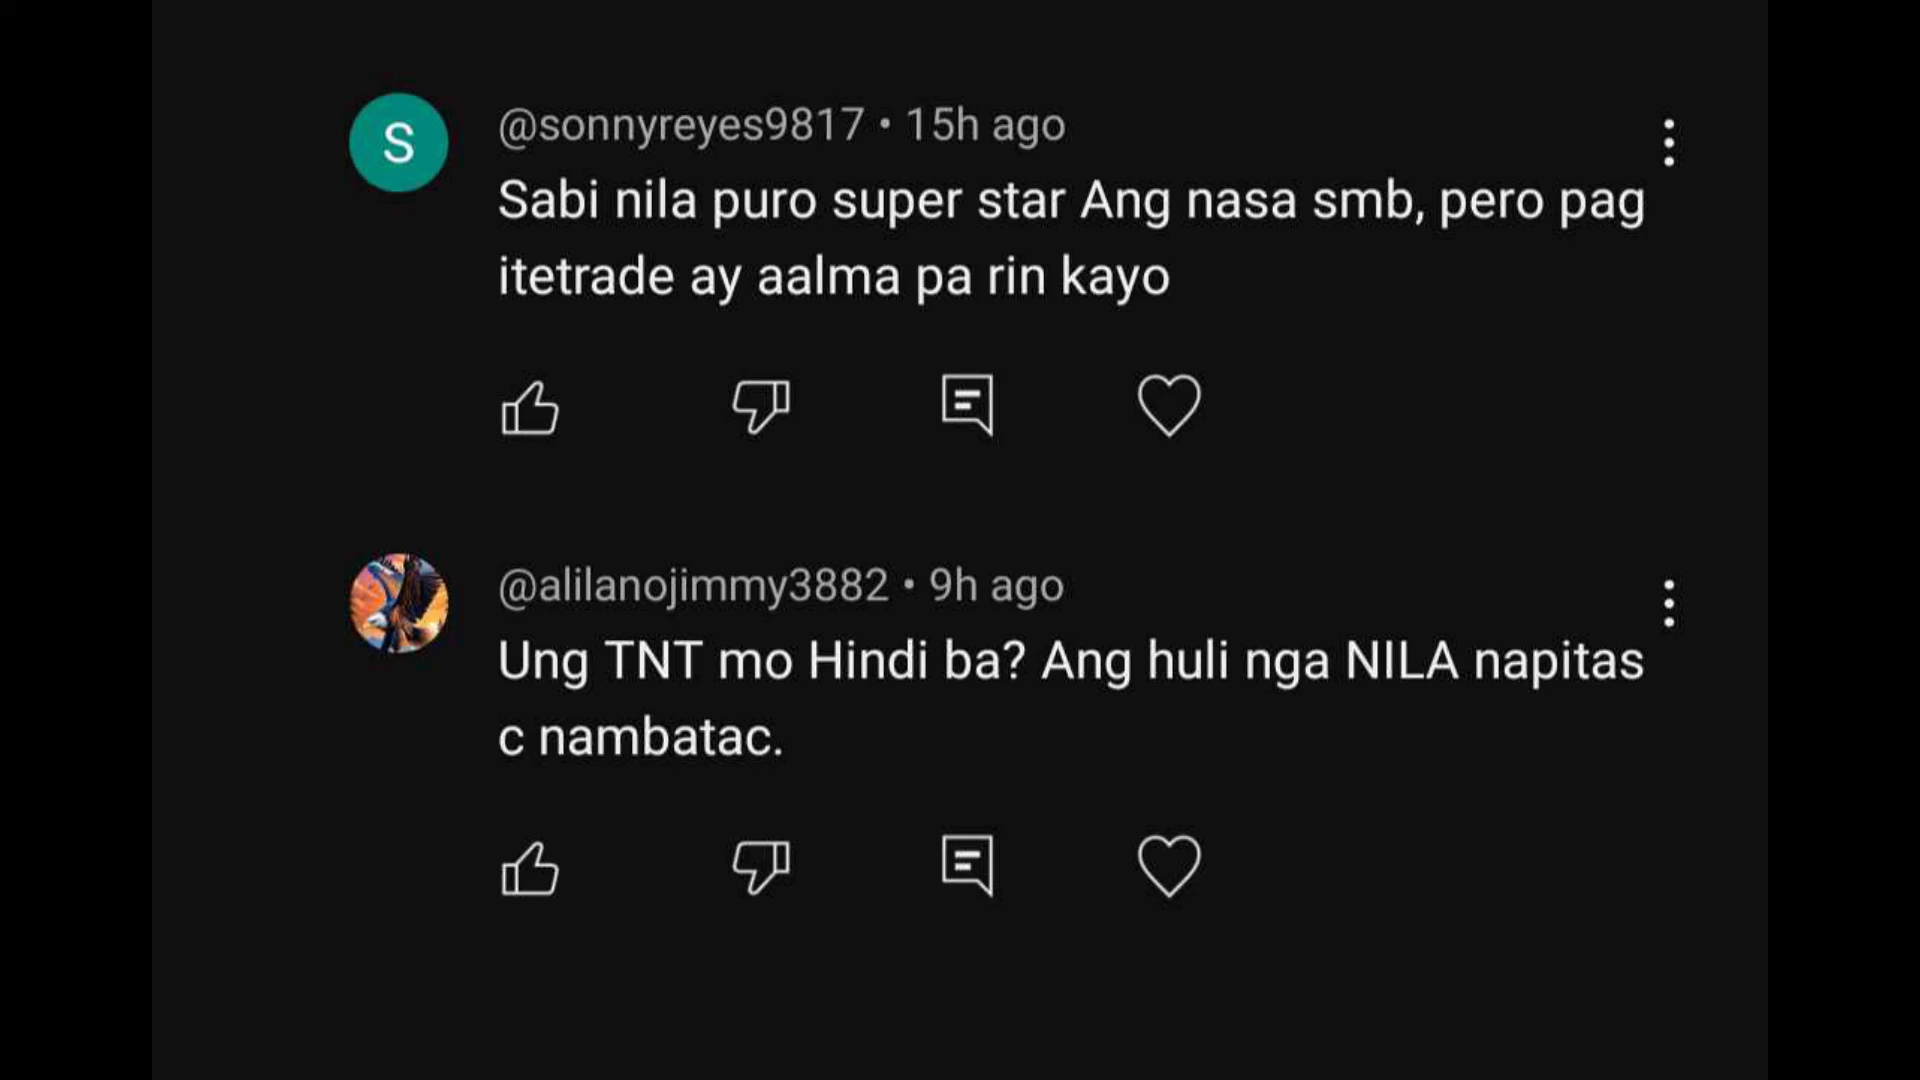 S
@sonnyreyes9817 • 15h ago
Sabi nila puro super star Ang nasa smb, pero pag
itetrade ay aalma pa rin kayo
@alilanojimmy3882 • 9h ago
Ung TNT mo Hindi ba? Ang huli nga NILA napitas
c nambatac.